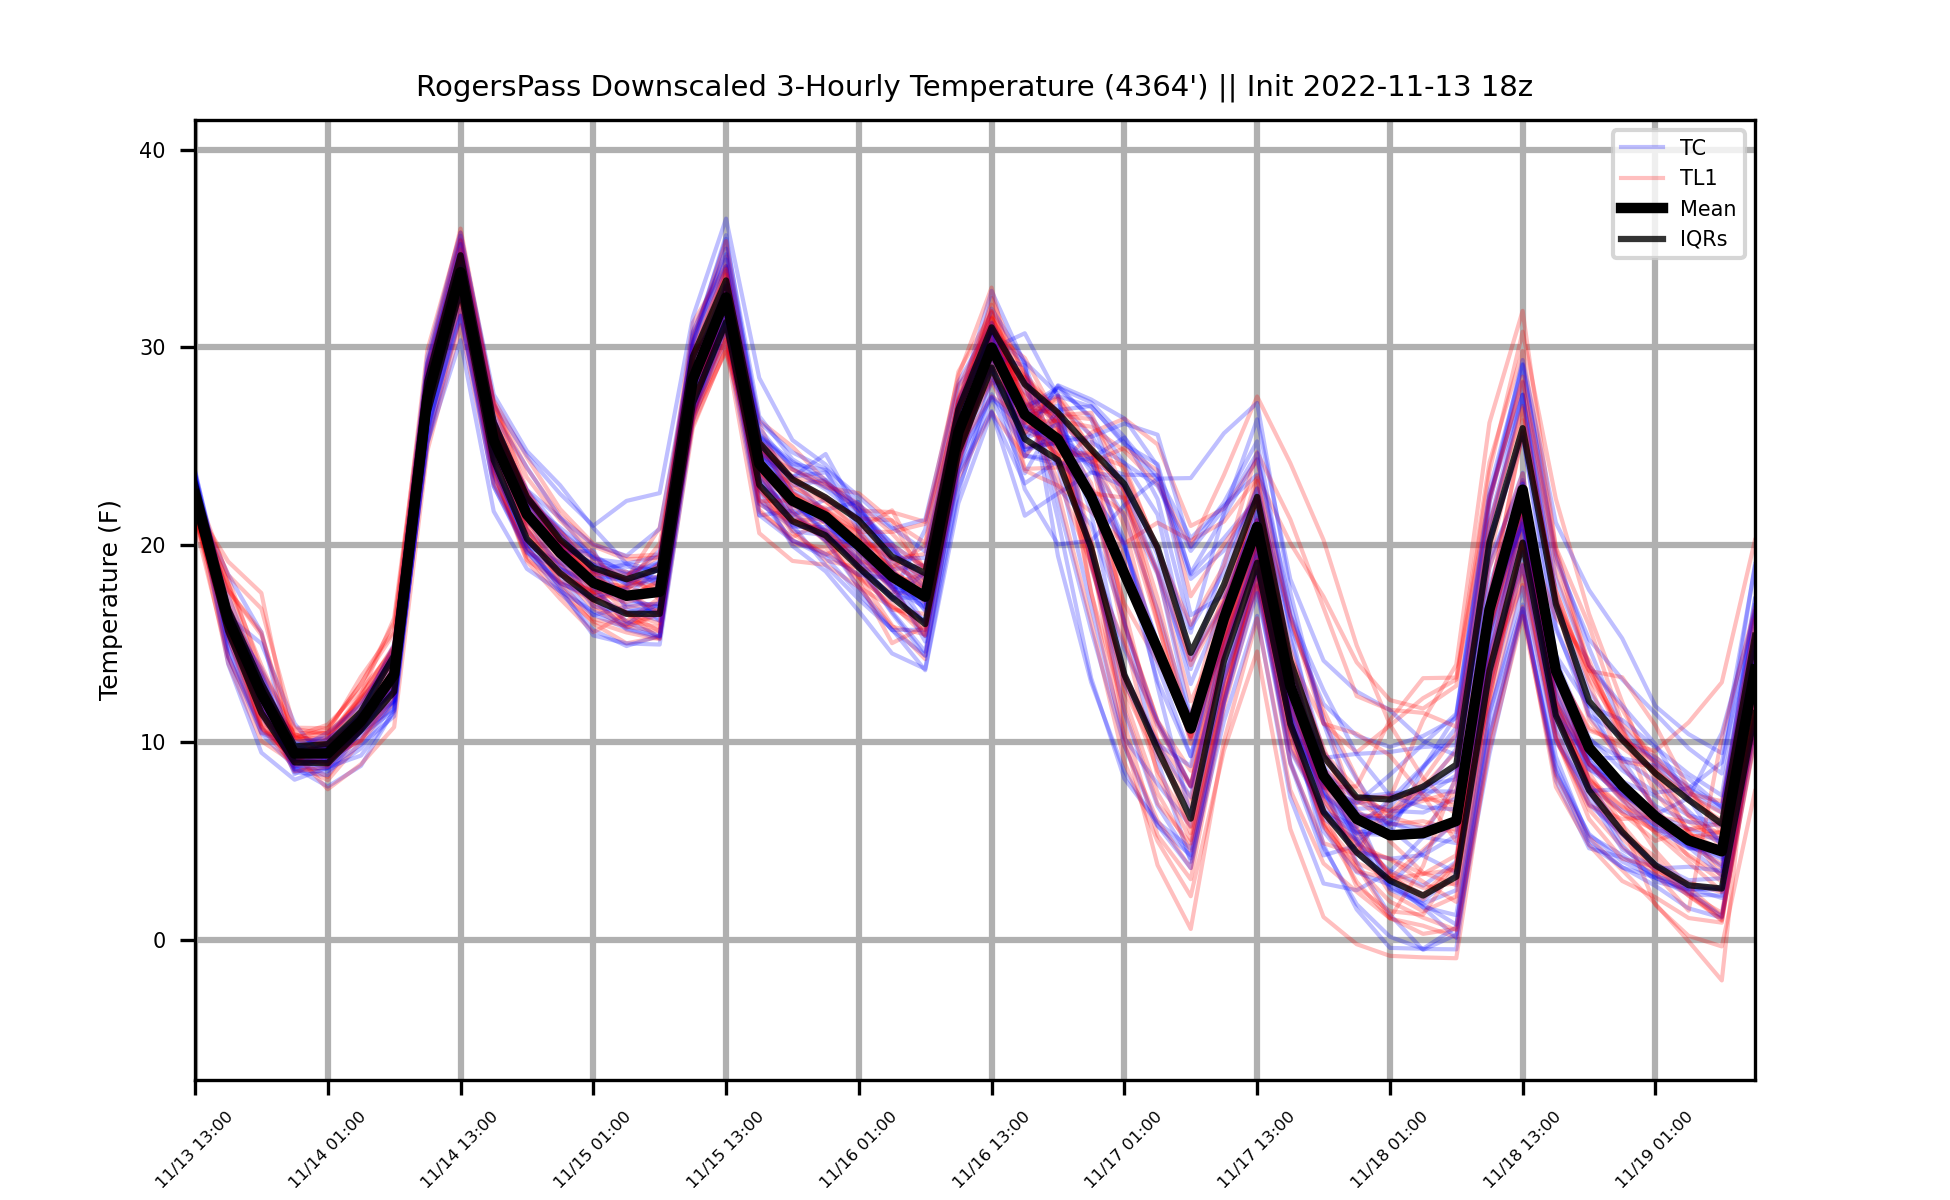 RogersPass Downscaled 3-Hourly Temperature (4364') || Init 2022-11-13 18z
TC
TL1
Mean
IQRs
Temperature (F)
40
30
20
10
0
11/13 13:00
11/14 01:00
11/14 13:00
11/15 01:00
11/15 13:00
11/16 01:00
11/16 13:00
11/17 01:00
11/17 13:00
11/18 01:00
11/18 13:00
11/19 01:00